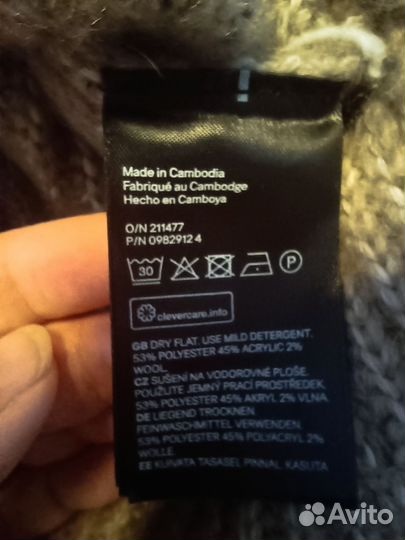 Made in Cambodia
Fabriqué au Cambodge
Hecho en Camboya
O/N 211477
P/N 0982912 4
30
P
clevercare.info
GB DRY FLAT. USE MILD DETERGENT.
53% POLYESTER 45% ACRYLIC 2%
WOOL.
CZ SUŠENÍ NA VODOROVNÉ PLOŠE.
POUŽIJTE JEMNÝ PRACÍ PROSTŘEDEK.
53% POLYESTER 45% AKRYL 2% VLNA.
DE LIEGEND TROCKNEN.
FEINWASCHMITTEL VERWENDEN.
53% POLYESTER 45% POLYACRYL 2%
WOLLE.
EE KUIVATA TASASEL PINNAL. KASUTA
Avito